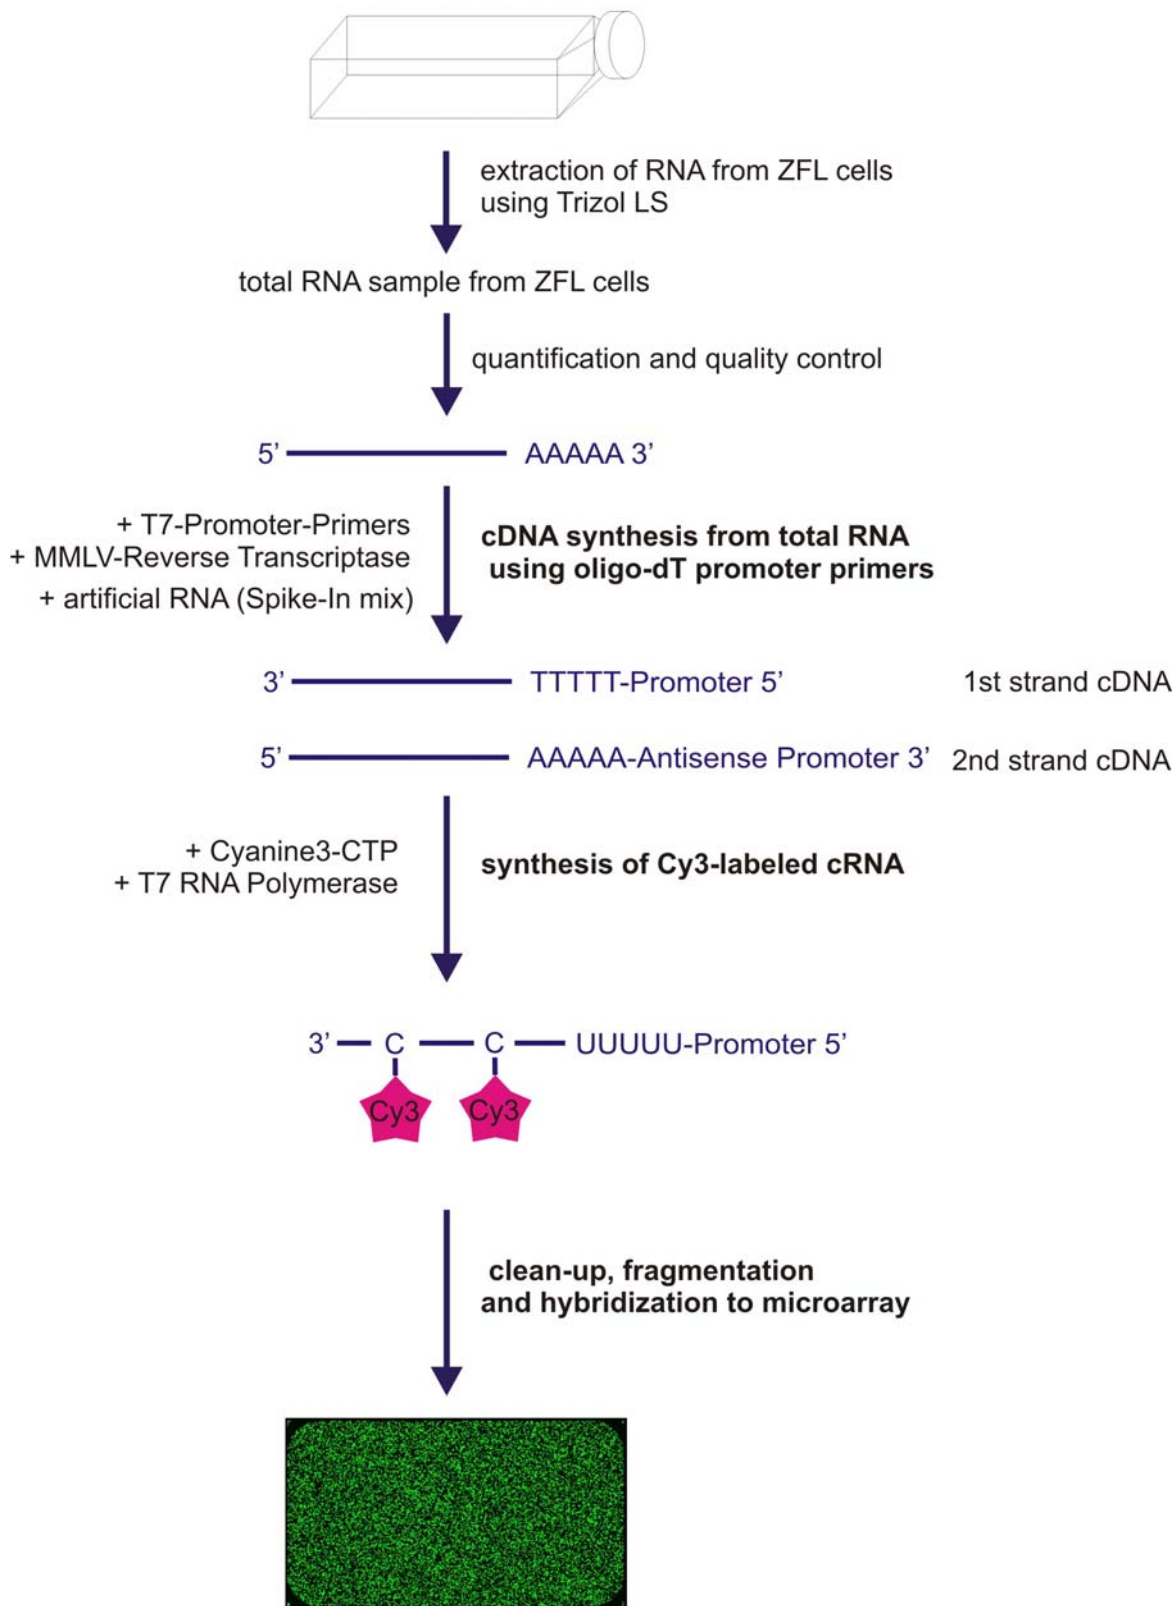 extraction of RNA from ZFL cells
using Trizol LS
total RNA sample from ZFL cells
quantification and quality control
5’ AAAAA 3’
+ T7-Promoter-Primers
+ MMLV-Reverse Transcriptase
+ artificial RNA (Spike-In mix)
cDNA synthesis from total RNA
using oligo-dT promoter primers
3’ TTTTT-Promoter 5’ 1st strand cDNA
5’ AAAAA-Antisense Promoter 3’ 2nd strand cDNA
+ Cyanine3-CTP
+ T7 RNA Polymerase
synthesis of Cy3-labeled cRNA
3’ C C UUUUU-Promoter 5’
Cy3 Cy3
clean-up, fragmentation
and hybridization to microarray